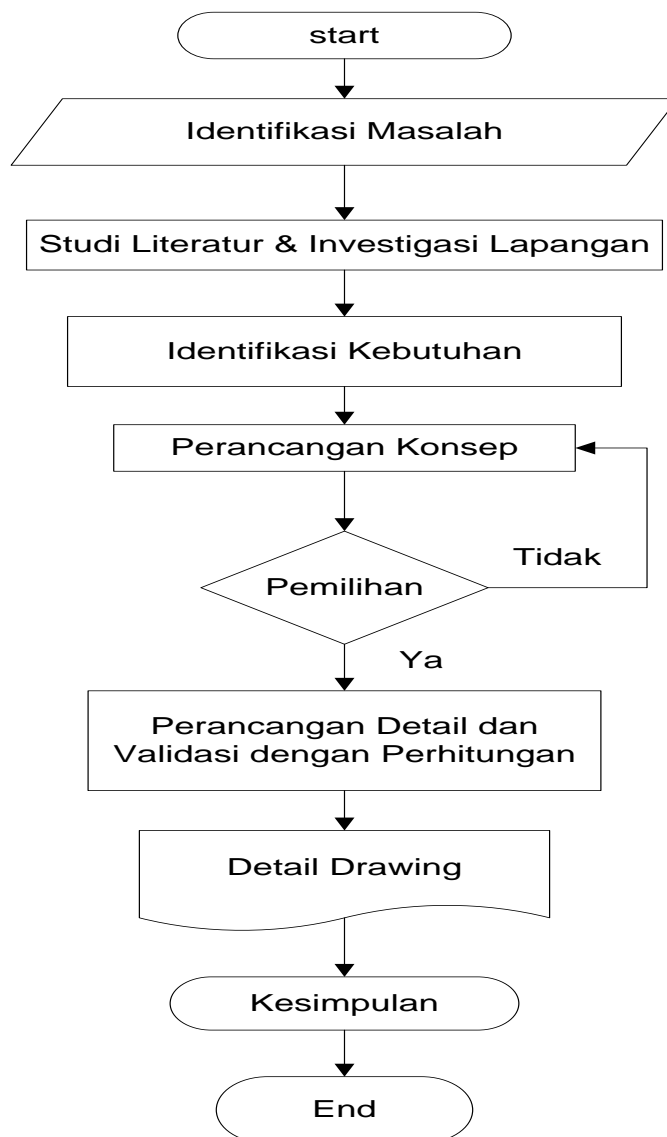 start
Identifikasi Masalah
Studi Literatur & Investigasi Lapangan
Identifikasi Kebutuhan
Perancangan Konsep
Tidak
Pemilihan
Ya
Perancangan Detail dan
Validasi dengan Perhitungan
Detail Drawing
Kesimpulan
End